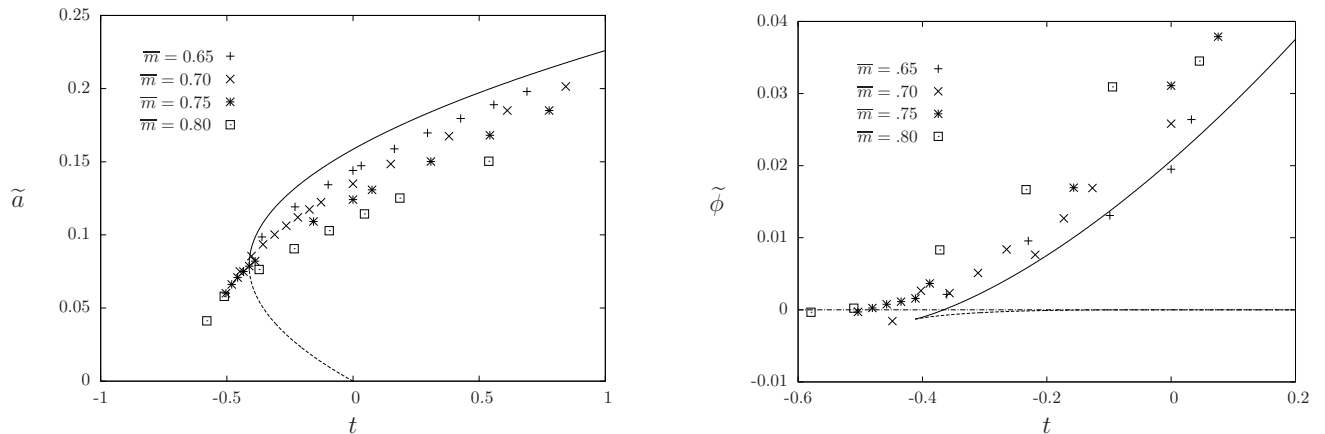 0.25
0.2
0.15
0.1
0.05
0
-1
-0.5
0
0.5
1
ã
t
m̅ = 0.65
m̅ = 0.70
m̅ = 0.75
m̅ = 0.80
0.04
0.03
0.02
0.01
0
-0.01
-0.6
-0.4
-0.2
0
0.2
ϕ̃
t
m̅ = .65
m̅ = .70
m̅ = .75
m̅ = .80